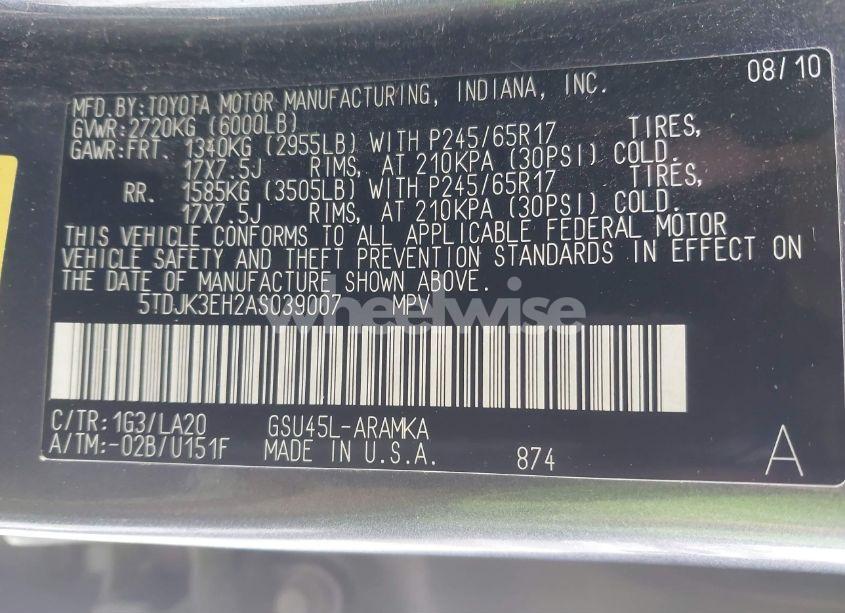 08/10
MFD.BY:TOYOTA MOTOR MANUFACTURING, INDIANA, INC.
GVWR:2720KG (6000LB)
GAWR:FRT. 1340KG (2955LB) WITH P245/65R17 TIRES,
17X7.5J RIMS, AT 210KPA (30PSI) COLD.
RR. 1585KG (3505LB) WITH P245/65R17 TIRES,
17X7.5J RIMS, AT 210KPA (30PSI) COLD.
THIS VEHICLE CONFORMS TO ALL APPLICABLE FEDERAL MOTOR
VEHICLE SAFETY AND THEFT PREVENTION STANDARDS IN EFFECT ON
THE DATE OF MANUFACTURE SHOWN ABOVE.
5TDJK3EH2AS039007 MPV
wheelwise
C/TR:1G3/LA20 GSU45L-ARAMKA
A/TM:-02B/U151F MADE IN U.S.A. 874 A